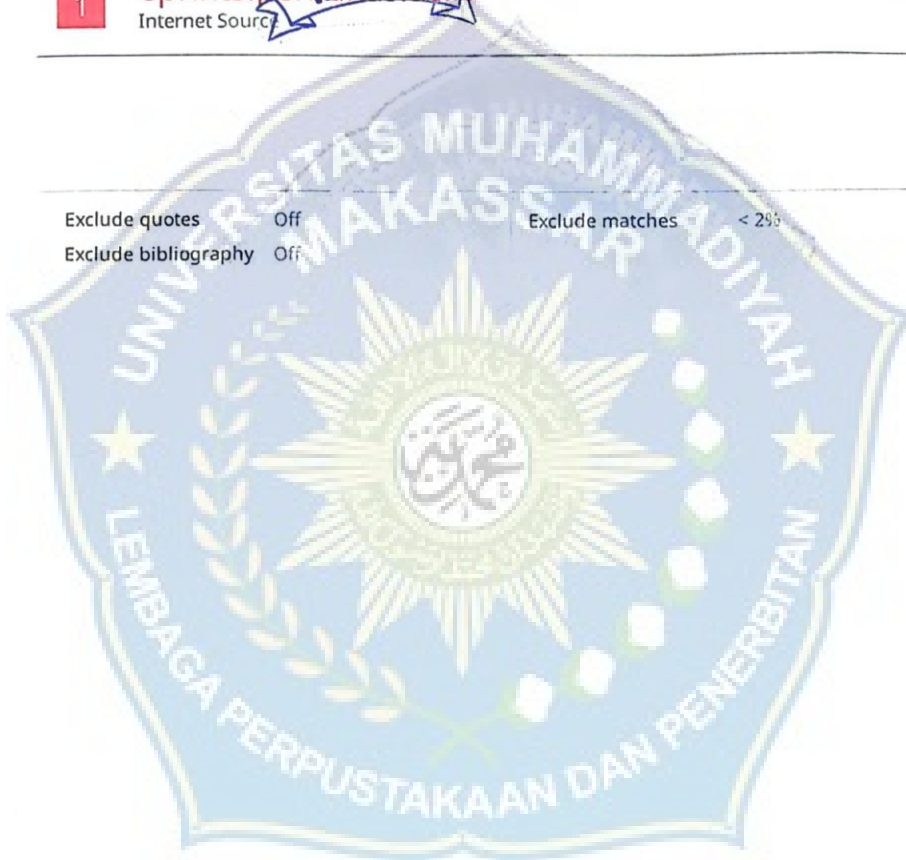 1
Internet Source
Exclude quotes Off
Exclude matches < 2%
Exclude bibliography Off
UNIVERSITAS MUHAMMADIYAH
MAKASSAR
LEMBAGA PERPUSTAKAAN DAN PENERBITAN